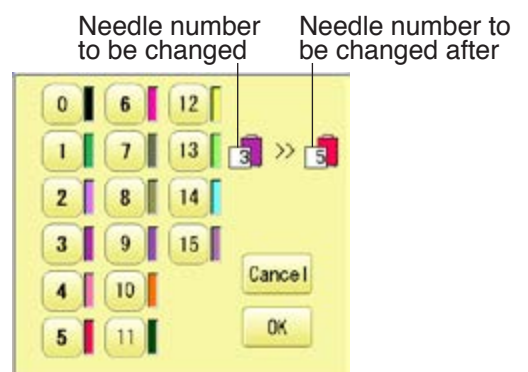 Needle number
to be changed
Needle number to
be changed after
0 6 12
1 7 13 3 >> 5
2 8 14
3 9 15
4 10
5 11
Cancel
OK